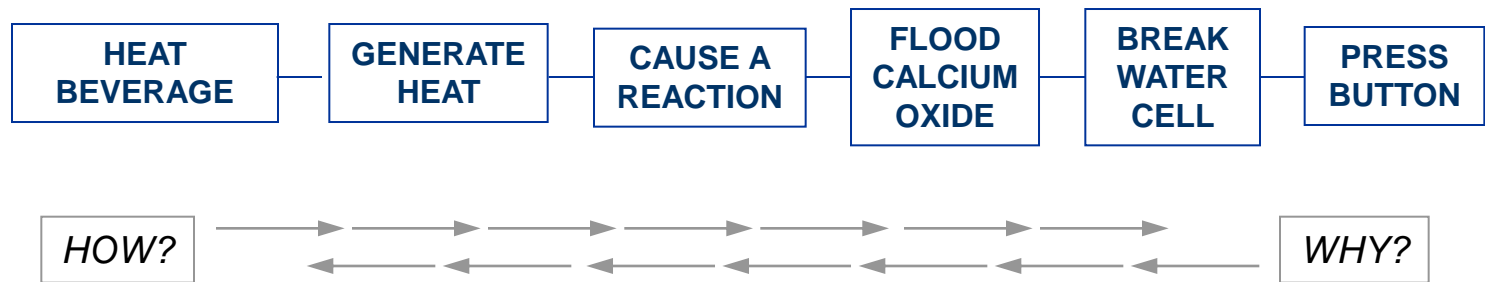 HEAT
BEVERAGE
GENERATE
HEAT
CAUSE A
REACTION
FLOOD
CALCIUM
OXIDE
BREAK
WATER
CELL
PRESS
BUTTON
HOW?
WHY?